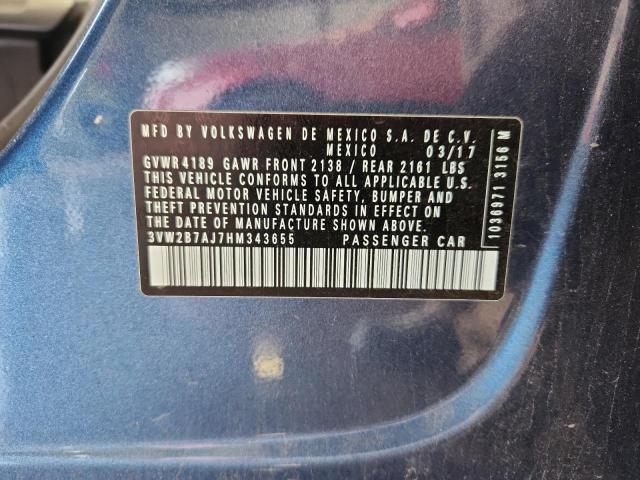 MFD BY VOLKSWAGEN DE MEXICO S.A. DE C.V.
MEXICO 03/17
GVWR 4189 GAWR FRONT 2138 / REAR 2161 LBS
THIS VEHICLE CONFORMS TO ALL APPLICABLE U.S.
FEDERAL MOTOR VEHICLE SAFETY, BUMPER AND
THEFT PREVENTION STANDARDS IN EFFECT ON
THE DATE OF MANUFACTURE SHOWN ABOVE.
3VW2B7AJ7HM343655 PASSENGER CAR
1036971 3156 M